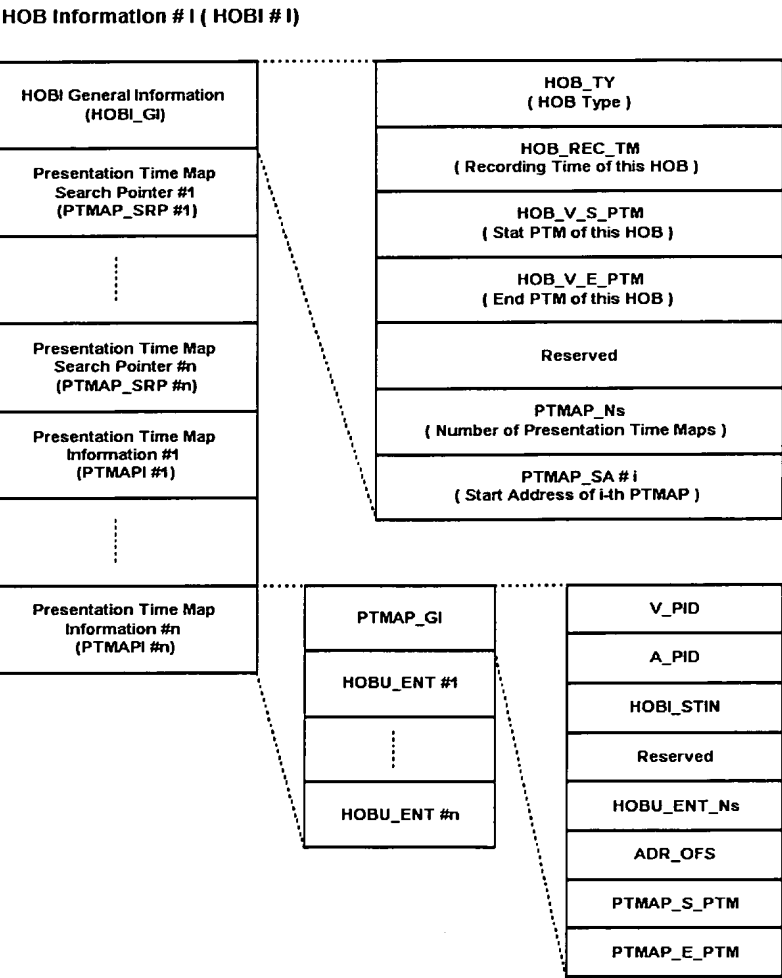 HOB Information # I ( HOBI # I)
HOBI General Information
(HOBI_GI)
Presentation Time Map
Search Pointer #1
(PTMAP_SRP #1)
Presentation Time Map
Search Pointer #n
(PTMAP_SRP #n)
Presentation Time Map
Information #1
(PTMAPI #1)
Presentation Time Map
Information #n
(PTMAPI #n)
HOB_TY
( HOB Type )
HOB_REC_TM
( Recording Time of this HOB )
HOB_V_S_PTM
( Stat PTM of this HOB )
HOB_V_E_PTM
( End PTM of this HOB )
Reserved
PTMAP_Ns
( Number of Presentation Time Maps )
PTMAP_SA # i
( Start Address of i-th PTMAP )
PTMAP_GI
HOBU_ENT #1
HOBU_ENT #n
V_PID
A_PID
HOBI_STIN
Reserved
HOBU_ENT_Ns
ADR_OFS
PTMAP_S_PTM
PTMAP_E_PTM